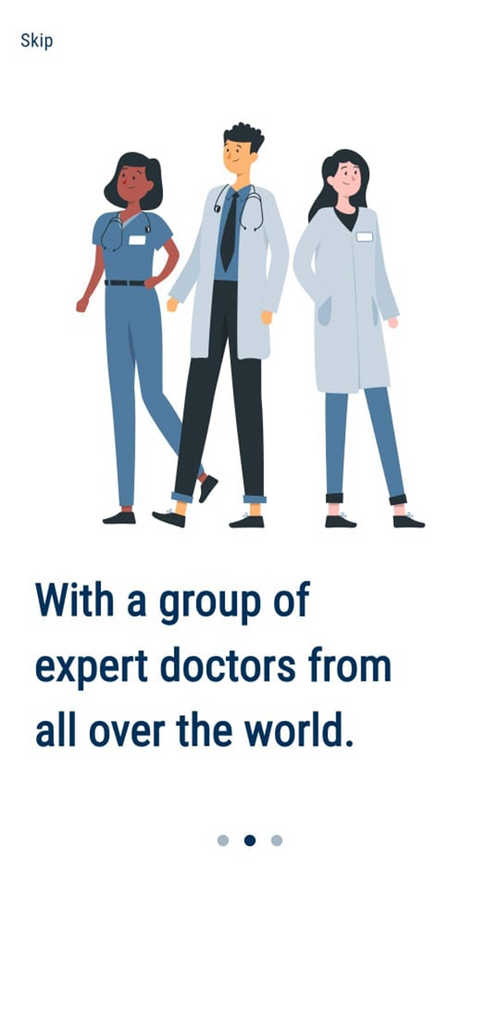 Skip
With a group of
expert doctors from
all over the world.